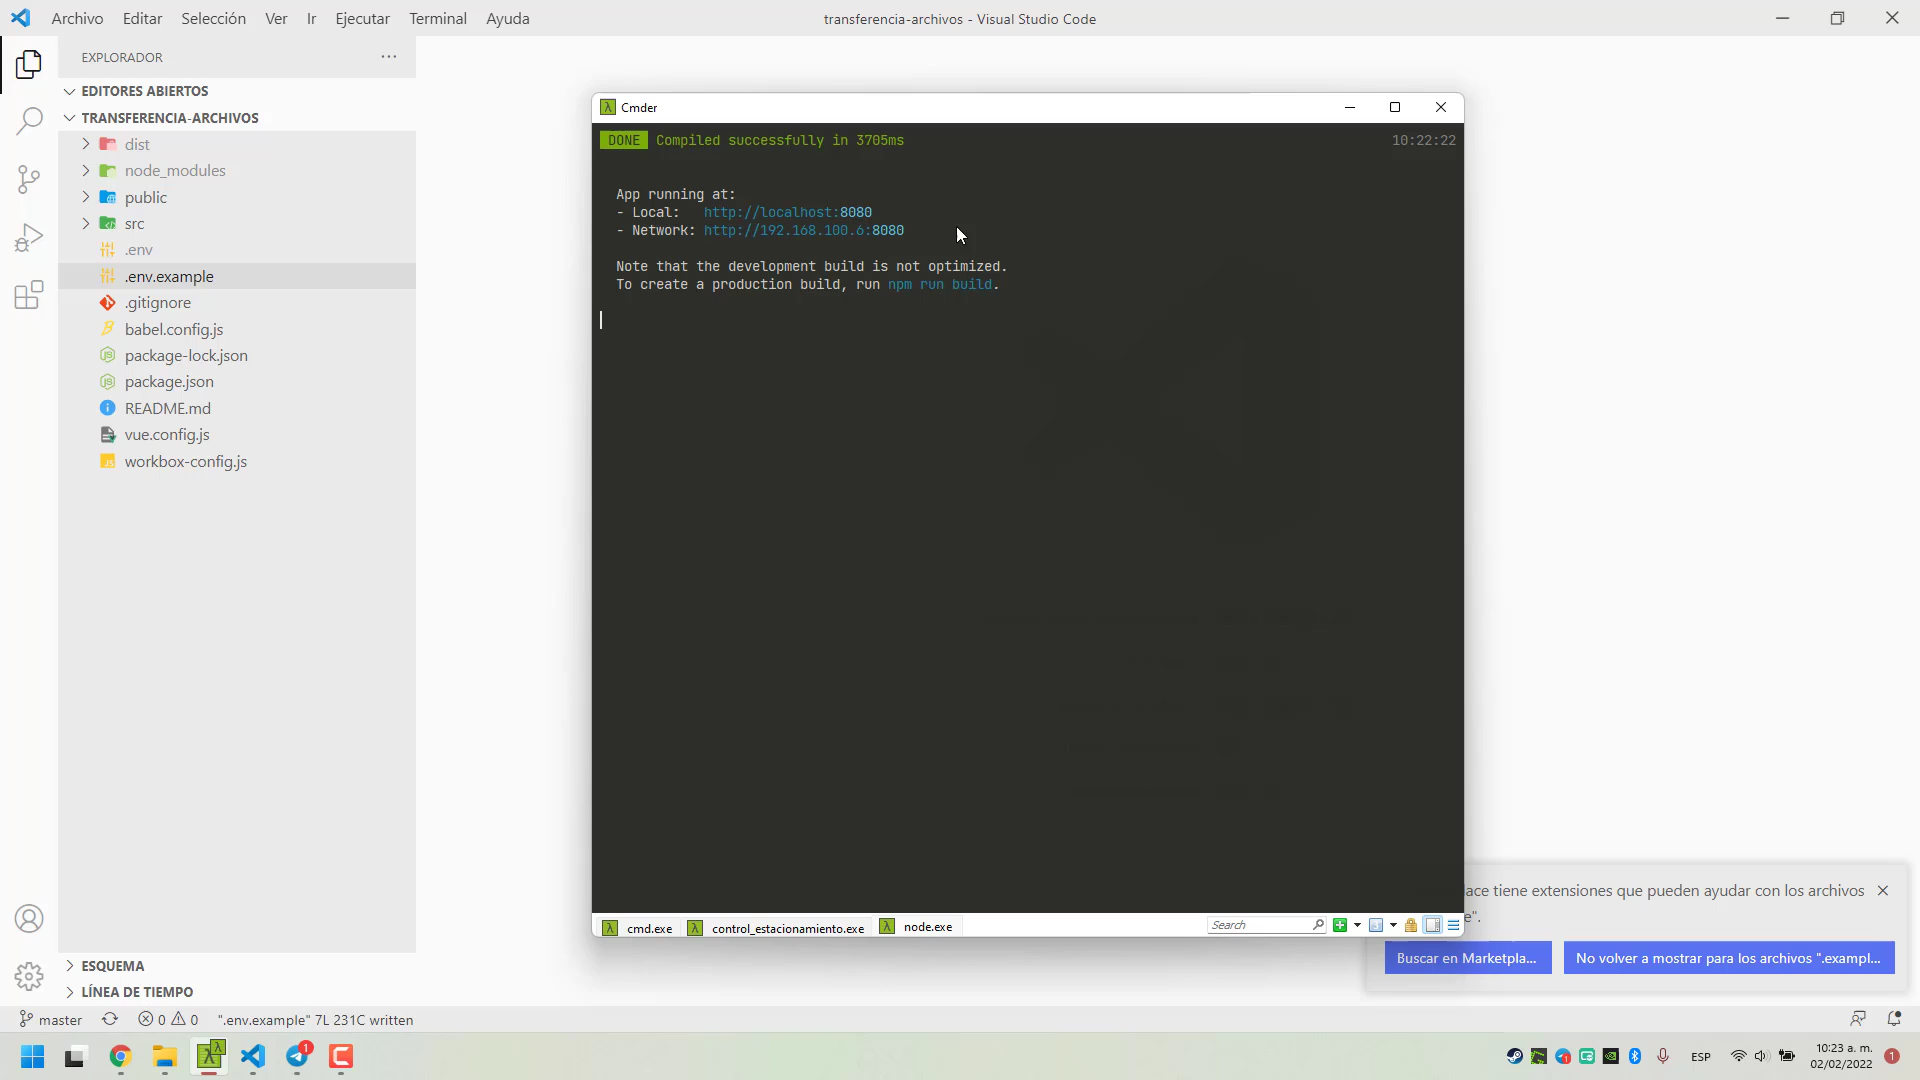 Archivo Editar Selección Ver Ir Ejecutar Terminal Ayuda
transferencia-archivos - Visual Studio Code
EXPLORADOR
EDITORES ABIERTOS
TRANSFERENCIA-ARCHIVOS
dist
node_modules
public
src
.env
.env.example
.gitignore
babel.config.js
package-lock.json
package.json
README.md
vue.config.js
workbox-config.js
ESQUEMA
LÍNEA DE TIEMPO
Cmder
DONE Compiled successfully in 3705ms 10:22:22
App running at:
- Local: http://localhost:8080
- Network: http://192.168.100.6:8080
Note that the development build is not optimized.
To create a production build, run npm run build.
cmd.exe control_estacionamiento.exe node.exe Search
ace tiene extensiones que pueden ayudar con los archivos
e".
Buscar en Marketpla... No volver a mostrar para los archivos ".exampl...
master 0 0 ".env.example" 7L 231C written
1 ESP 10:23 a. m. 1
02/02/2022